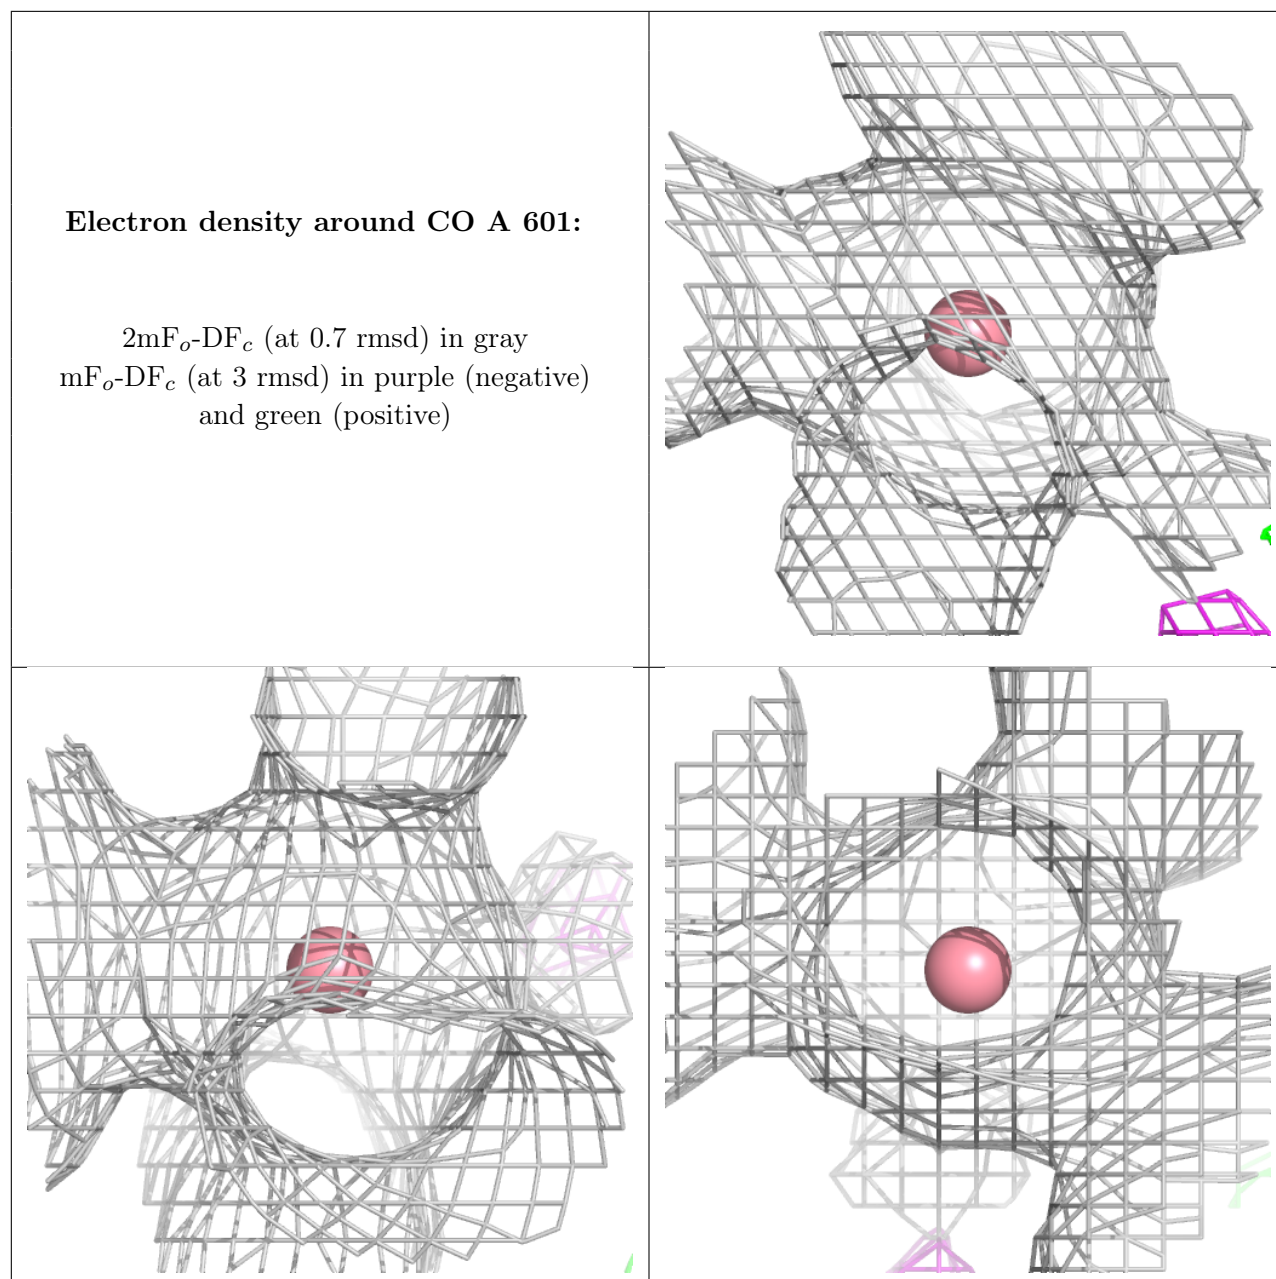 Electron density around CO A 601:
2mFₒ-DF𝒸 (at 0.7 rmsd) in gray
mFₒ-DF𝒸 (at 3 rmsd) in purple (negative)
and green (positive)